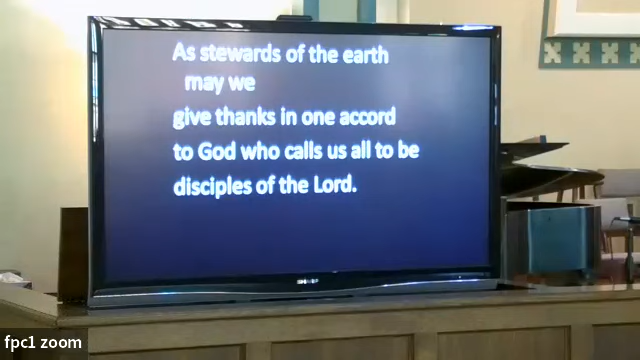 As stewards of the earth
may we
give thanks in one accord
to God who calls us all to be
disciples of the Lord.
SHARP
fpc1 zoom